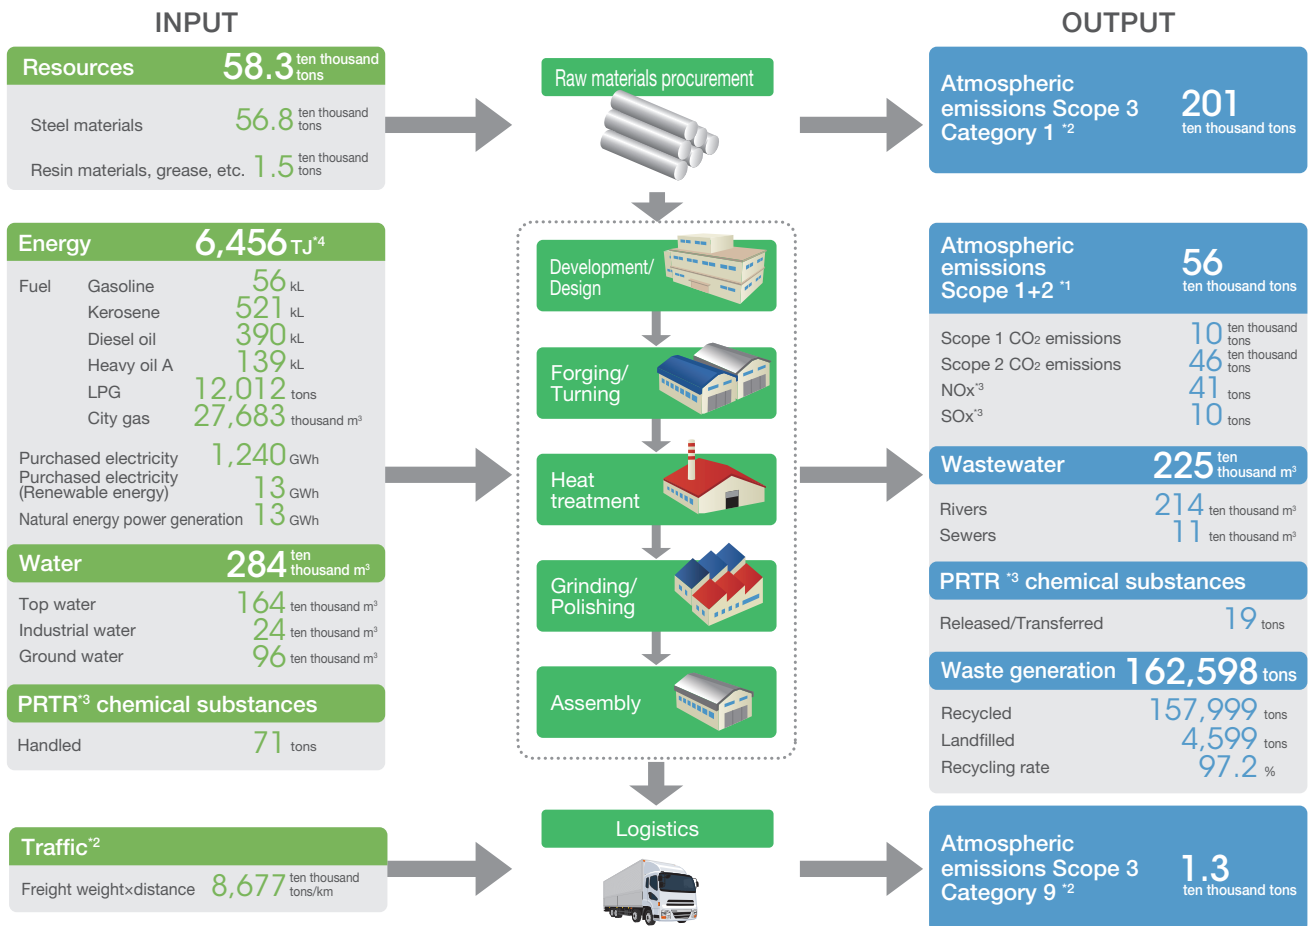 INPUT
OUTPUT
Resources 58.3 ten thousand tons
Steel materials 56.8 ten thousand tons
Resin materials, grease, etc. 1.5 ten thousand tons
Raw materials procurement
Atmospheric
emissions Scope 3
Category 1 *2
201
ten thousand tons
Energy 6,456 TJ*4
Fuel Gasoline 56 kL
Kerosene 521 kL
Diesel oil 390 kL
Heavy oil A 139 kL
LPG 12,012 tons
City gas 27,683 thousand m³
Purchased electricity 1,240 GWh
Purchased electricity
(Renewable energy) 13 GWh
Natural energy power generation 13 GWh
Water 284 ten thousand m³
Top water 164 ten thousand m³
Industrial water 24 ten thousand m³
Ground water 96 ten thousand m³
PRTR*3 chemical substances
Handled 71 tons
Development/
Design
Forging/
Turning
Heat
treatment
Grinding/
Polishing
Assembly
Atmospheric
emissions
Scope 1+2 *1
56
ten thousand tons
Scope 1 CO2 emissions 10 ten thousand tons
Scope 2 CO2 emissions 46 ten thousand tons
NOx*3 41 tons
SOx*3 10 tons
Wastewater 225 ten thousand m³
Rivers 214 ten thousand m³
Sewers 11 ten thousand m³
PRTR *3 chemical substances
Released/Transferred 19 tons
Waste generation 162,598 tons
Recycled 157,999 tons
Landfilled 4,599 tons
Recycling rate 97.2 %
Traffic*2
Freight weight×distance 8,677 ten thousand tons/km
Logistics
Atmospheric
emissions Scope 3
Category 9 *2
1.3
ten thousand tons